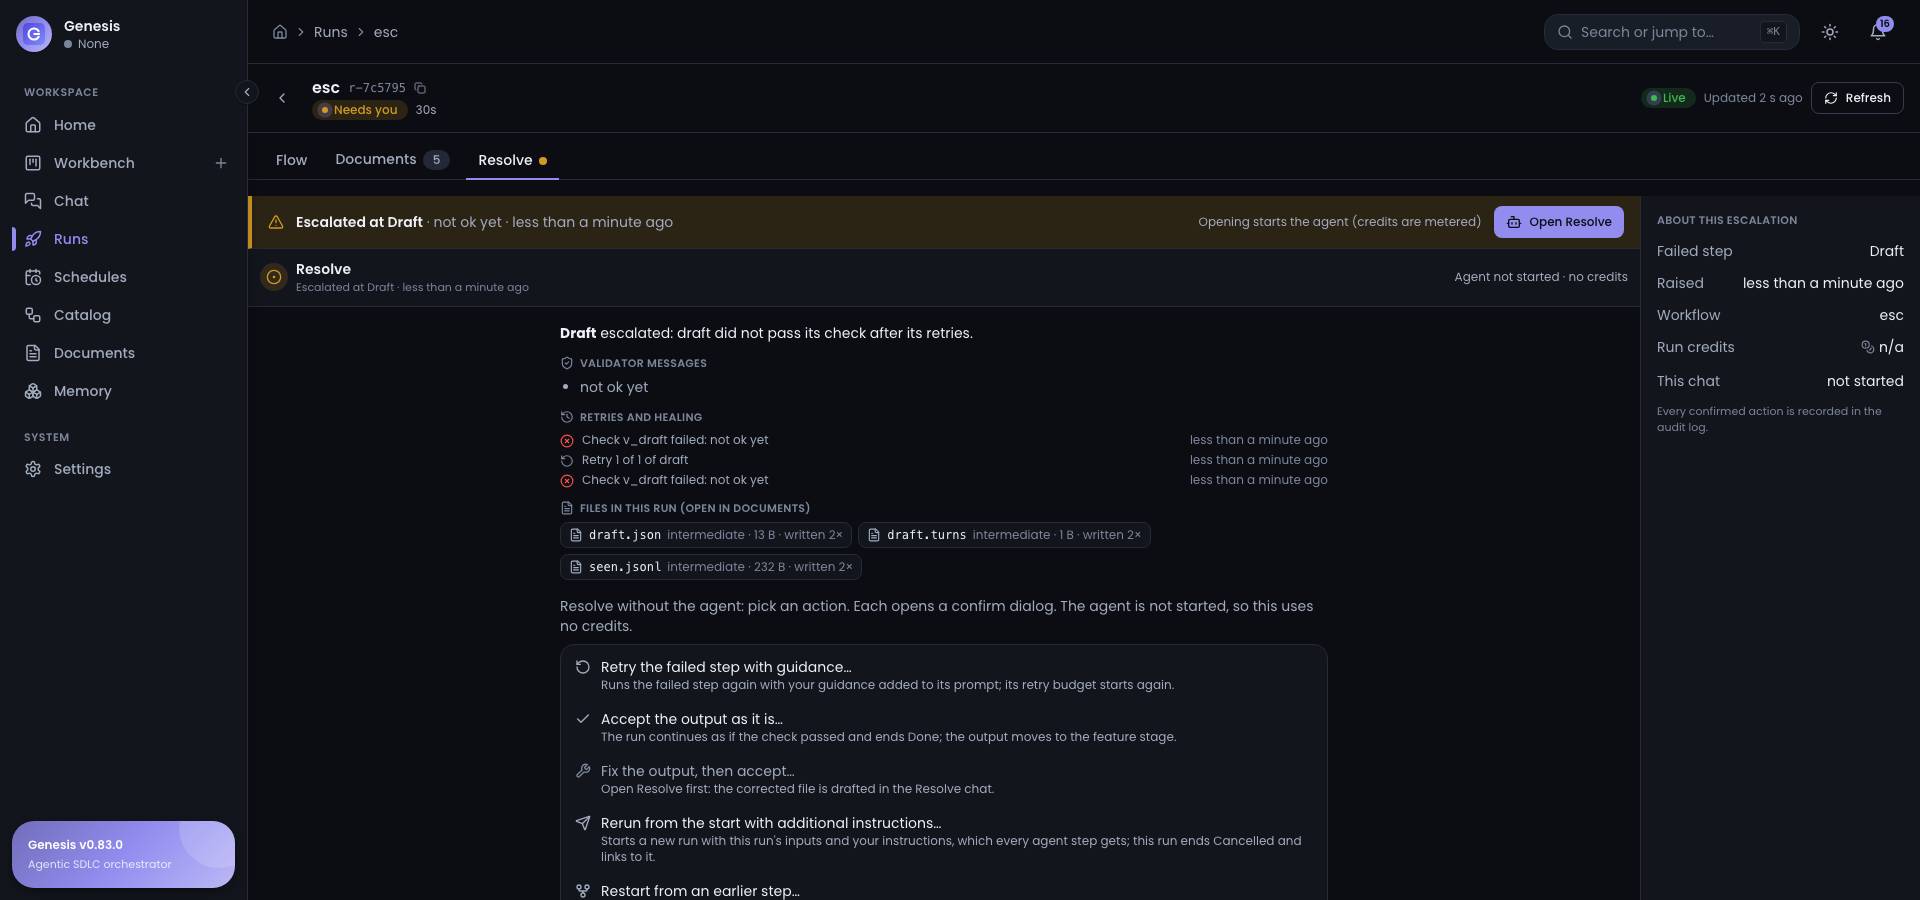 Genesis
None
WORKSPACE
Home
Workbench
Chat
Runs
Schedules
Catalog
Documents
Memory
SYSTEM
Settings
Genesis v0.83.0
Agentic SDLC orchestrator
Runs
esc
Search or jump to...
⌘K
16
esc r-7c5795
Needs you 30s
Live Updated 2 s ago Refresh
Flow Documents 5 Resolve
Escalated at Draft · not ok yet · less than a minute ago
Opening starts the agent (credits are metered) Open Resolve
Resolve
Escalated at Draft · less than a minute ago
Agent not started · no credits
Draft escalated: draft did not pass its check after its retries.
VALIDATOR MESSAGES
• not ok yet
RETRIES AND HEALING
Check v_draft failed: not ok yet less than a minute ago
Retry 1 of 1 of draft less than a minute ago
Check v_draft failed: not ok yet less than a minute ago
FILES IN THIS RUN (OPEN IN DOCUMENTS)
draft.json intermediate · 13 B · written 2×
draft.turns intermediate · 1 B · written 2×
seen.jsonl intermediate · 232 B · written 2×
Resolve without the agent: pick an action. Each opens a confirm dialog. The agent is not started, so this uses
no credits.
Retry the failed step with guidance...
Runs the failed step again with your guidance added to its prompt; its retry budget starts again.
Accept the output as it is...
The run continues as if the check passed and ends Done; the output moves to the feature stage.
Fix the output, then accept...
Open Resolve first: the corrected file is drafted in the Resolve chat.
Rerun from the start with additional instructions...
Starts a new run with this run's inputs and your instructions, which every agent step gets; this run ends Cancelled and
links to it.
Restart from an earlier step...
ABOUT THIS ESCALATION
Failed step Draft
Raised less than a minute ago
Workflow esc
Run credits n/a
This chat not started
Every confirmed action is recorded in the
audit log.